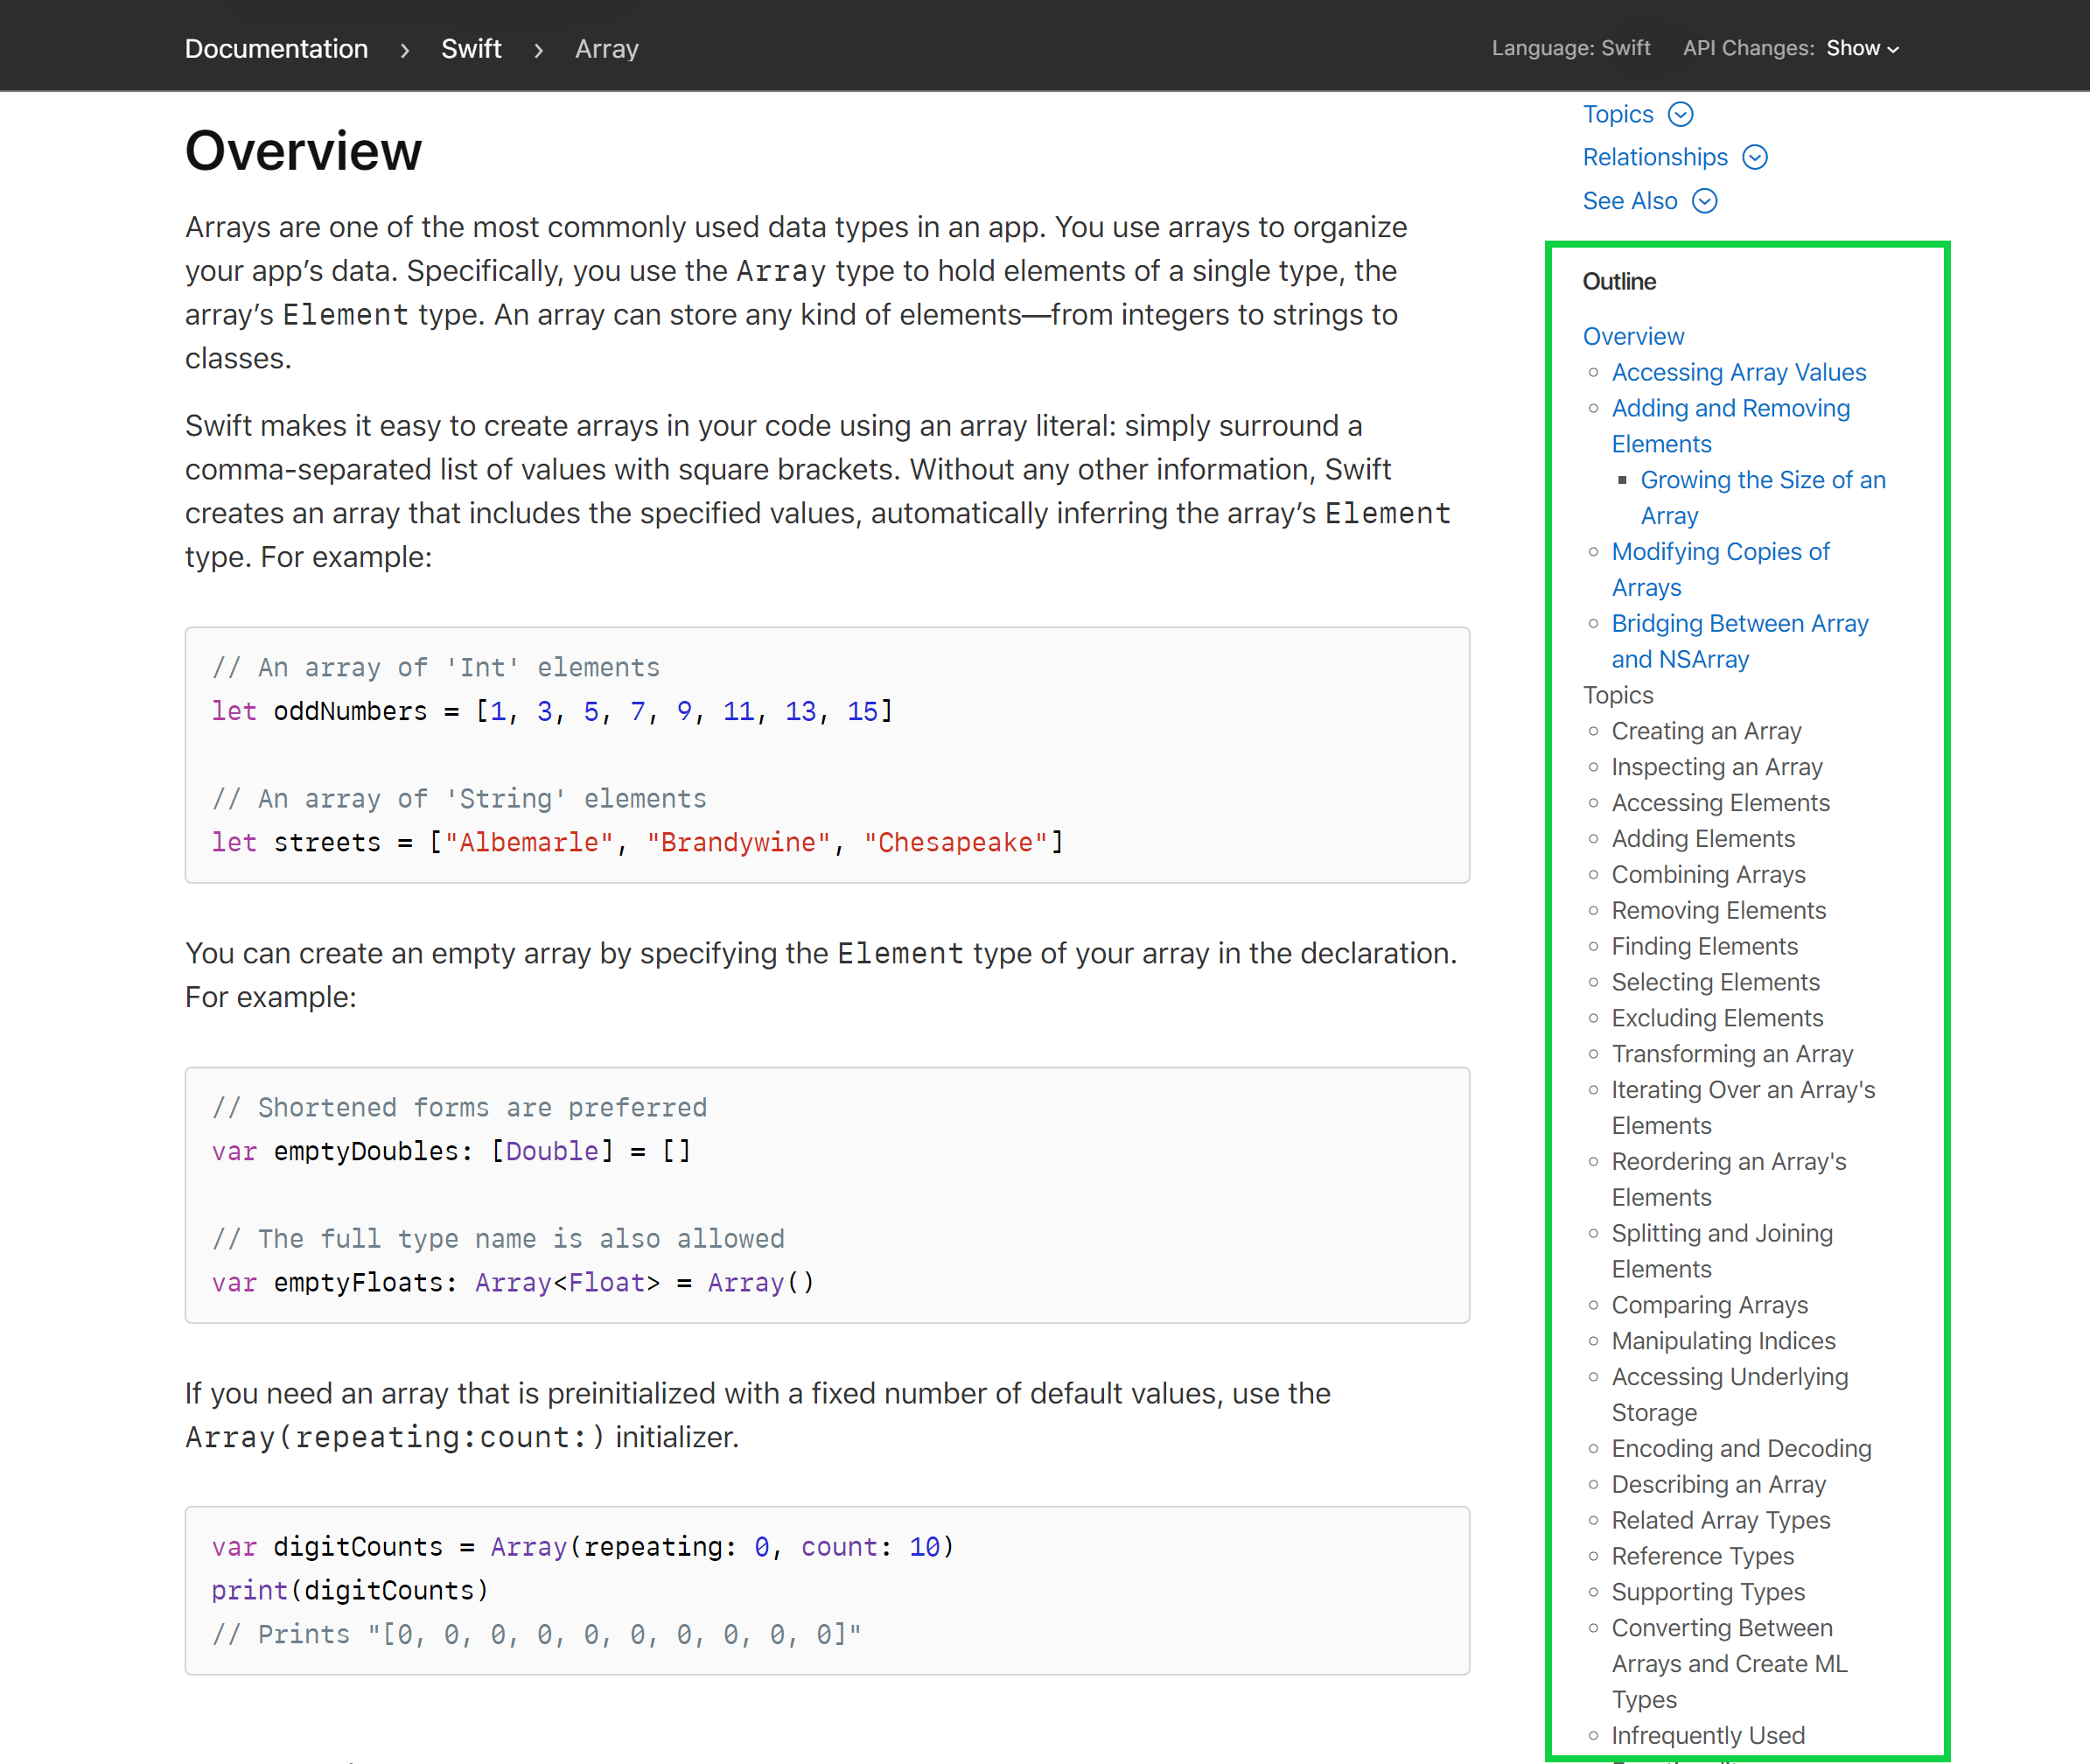 Documentation > Swift > Array
Language: Swift API Changes: Show
Overview
Arrays are one of the most commonly used data types in an app. You use arrays to organize
your app’s data. Specifically, you use the Array type to hold elements of a single type, the
array’s Element type. An array can store any kind of elements—from integers to strings to
classes.
Swift makes it easy to create arrays in your code using an array literal: simply surround a
comma-separated list of values with square brackets. Without any other information, Swift
creates an array that includes the specified values, automatically inferring the array’s Element
type. For example:
// An array of 'Int' elements
let oddNumbers = [1, 3, 5, 7, 9, 11, 13, 15]
// An array of 'String' elements
let streets = ["Albemarle", "Brandywine", "Chesapeake"]
You can create an empty array by specifying the Element type of your array in the declaration.
For example:
// Shortened forms are preferred
var emptyDoubles: [Double] = []
// The full type name is also allowed
var emptyFloats: Array<Float> = Array()
If you need an array that is preinitialized with a fixed number of default values, use the
Array(repeating:count:) initializer.
var digitCounts = Array(repeating: 0, count: 10)
print(digitCounts)
// Prints "[0, 0, 0, 0, 0, 0, 0, 0, 0, 0]"
Topics
Relationships
See Also
Outline
Overview
Accessing Array Values
Adding and Removing
Elements
Growing the Size of an
Array
Modifying Copies of
Arrays
Bridging Between Array
and NSArray
Topics
Creating an Array
Inspecting an Array
Accessing Elements
Adding Elements
Combining Arrays
Removing Elements
Finding Elements
Selecting Elements
Excluding Elements
Transforming an Array
Iterating Over an Array's
Elements
Reordering an Array's
Elements
Splitting and Joining
Elements
Comparing Arrays
Manipulating Indices
Accessing Underlying
Storage
Encoding and Decoding
Describing an Array
Related Array Types
Reference Types
Supporting Types
Converting Between
Arrays and Create ML
Types
Infrequently Used